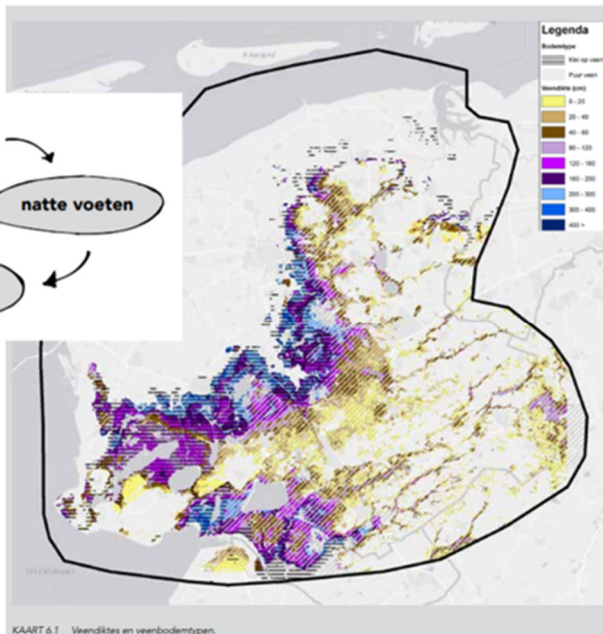 Legenda
Bodemtype
Klei op veen
Puur veen
Veendikte (cm)
0 - 20
20 - 40
40 - 80
80 - 120
120 - 160
160 - 200
200 - 300
300 - 400
400 +
natte voeten
KAART 6.1 Veendiktes en veenbodemtypen.